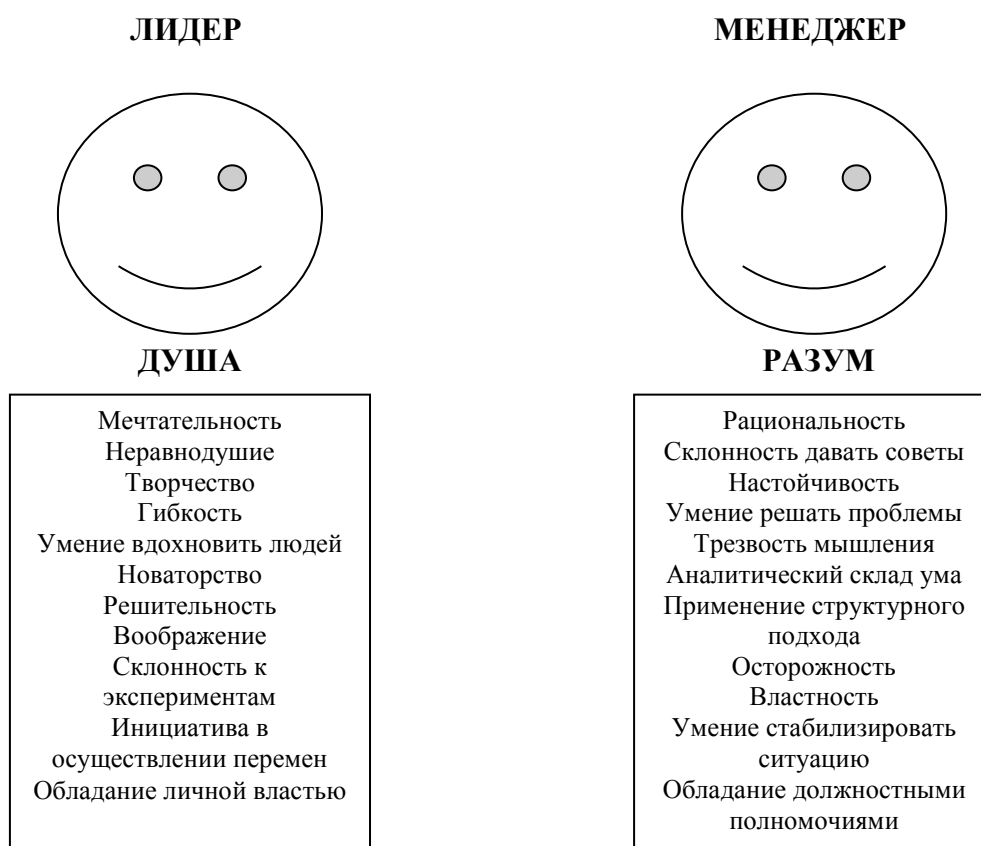 ЛИДЕР
ДУША
Мечтательность
Неравнодушие
Творчество
Гибкость
Умение вдохновить людей
Новаторство
Решительность
Воображение
Склонность к
экспериментам
Инициатива в
осуществлении перемен
Обладание личной властью
МЕНЕДЖЕР
РАЗУМ
Рациональность
Склонность давать советы
Настойчивость
Умение решать проблемы
Трезвость мышления
Аналитический склад ума
Применение структурного
подхода
Осторожность
Властность
Умение стабилизировать
ситуацию
Обладание должностными
полномочиями